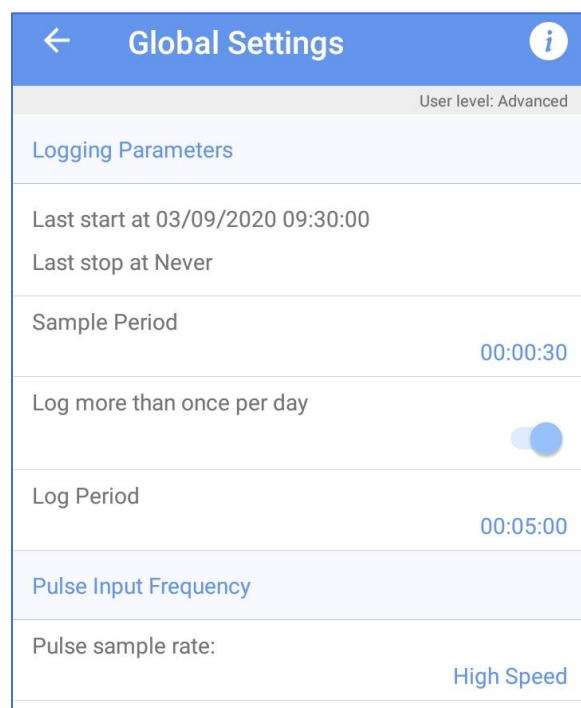 Global Settings
i
User level: Advanced
Logging Parameters
Last start at 03/09/2020 09:30:00
Last stop at Never
Sample Period
00:00:30
Log more than once per day
Log Period
00:05:00
Pulse Input Frequency
Pulse sample rate:
High Speed